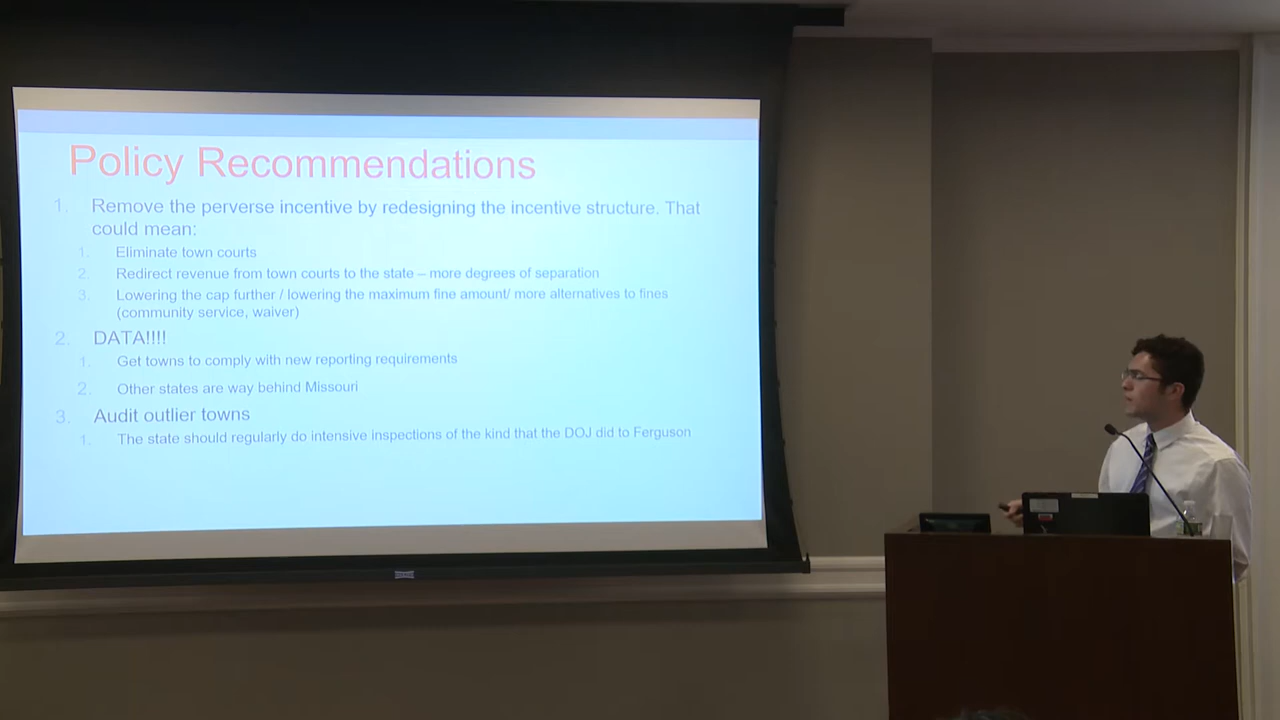 Policy Recommendations
1. Remove the perverse incentive by redesigning the incentive structure. That
could mean:
1. Eliminate town courts
2. Redirect revenue from town courts to the state – more degrees of separation
3. Lowering the cap further / lowering the maximum fine amount/ more alternatives to fines
(community service, waiver)
2. DATA!!!!
1. Get towns to comply with new reporting requirements
2. Other states are way behind Missouri
3. Audit outlier towns
1. The state should regularly do intensive inspections of the kind that the DOJ did to Ferguson